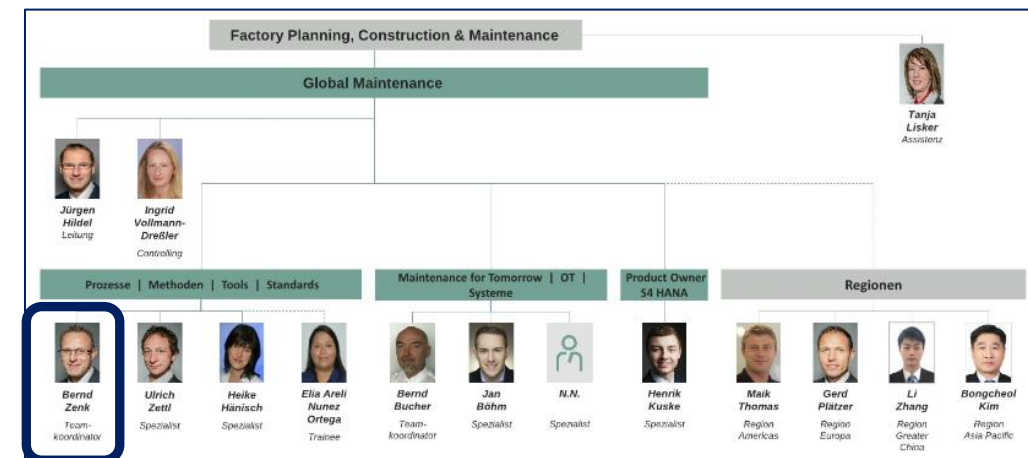 Factory Planning, Construction & Maintenance
Global Maintenance
Tanja
Lisker
Assistenz
Jürgen
Hildel
Leitung
Ingrid
Vollmann-
Dreßler
Controlling
Prozesse | Methoden | Tools | Standards
Maintenance for Tomorrow | OT |
Systeme
Product Owner
S4 HANA
Regionen
Bernd
Zenk
Team-
koordinator
Ulrich
Zettl
Spezialist
Heike
Hänisch
Spezialist
Elia Areli
Nunez
Ortega
Trainee
Bernd
Bucher
Team-
koordinator
Jan
Böhm
Spezialist
N.N.
Spezialist
Henrik
Kuske
Spezialist
Maik
Thomas
Region
Americas
Gerd
Plätzer
Region
Europa
Li
Zhang
Region
Greater
China
Bongcheol
Kim
Region
Asia Pacific